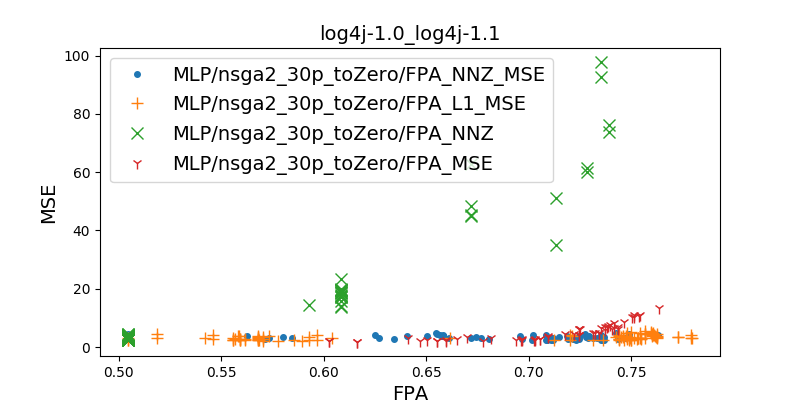 log4j-1.0_log4j-1.1
100
80
60
40
20
0
MSE
MLP/nsga2_30p_toZero/FPA_NNZ_MSE
MLP/nsga2_30p_toZero/FPA_L1_MSE
MLP/nsga2_30p_toZero/FPA_NNZ
MLP/nsga2_30p_toZero/FPA_MSE
0.50 0.55 0.60 0.65 0.70 0.75
FPA